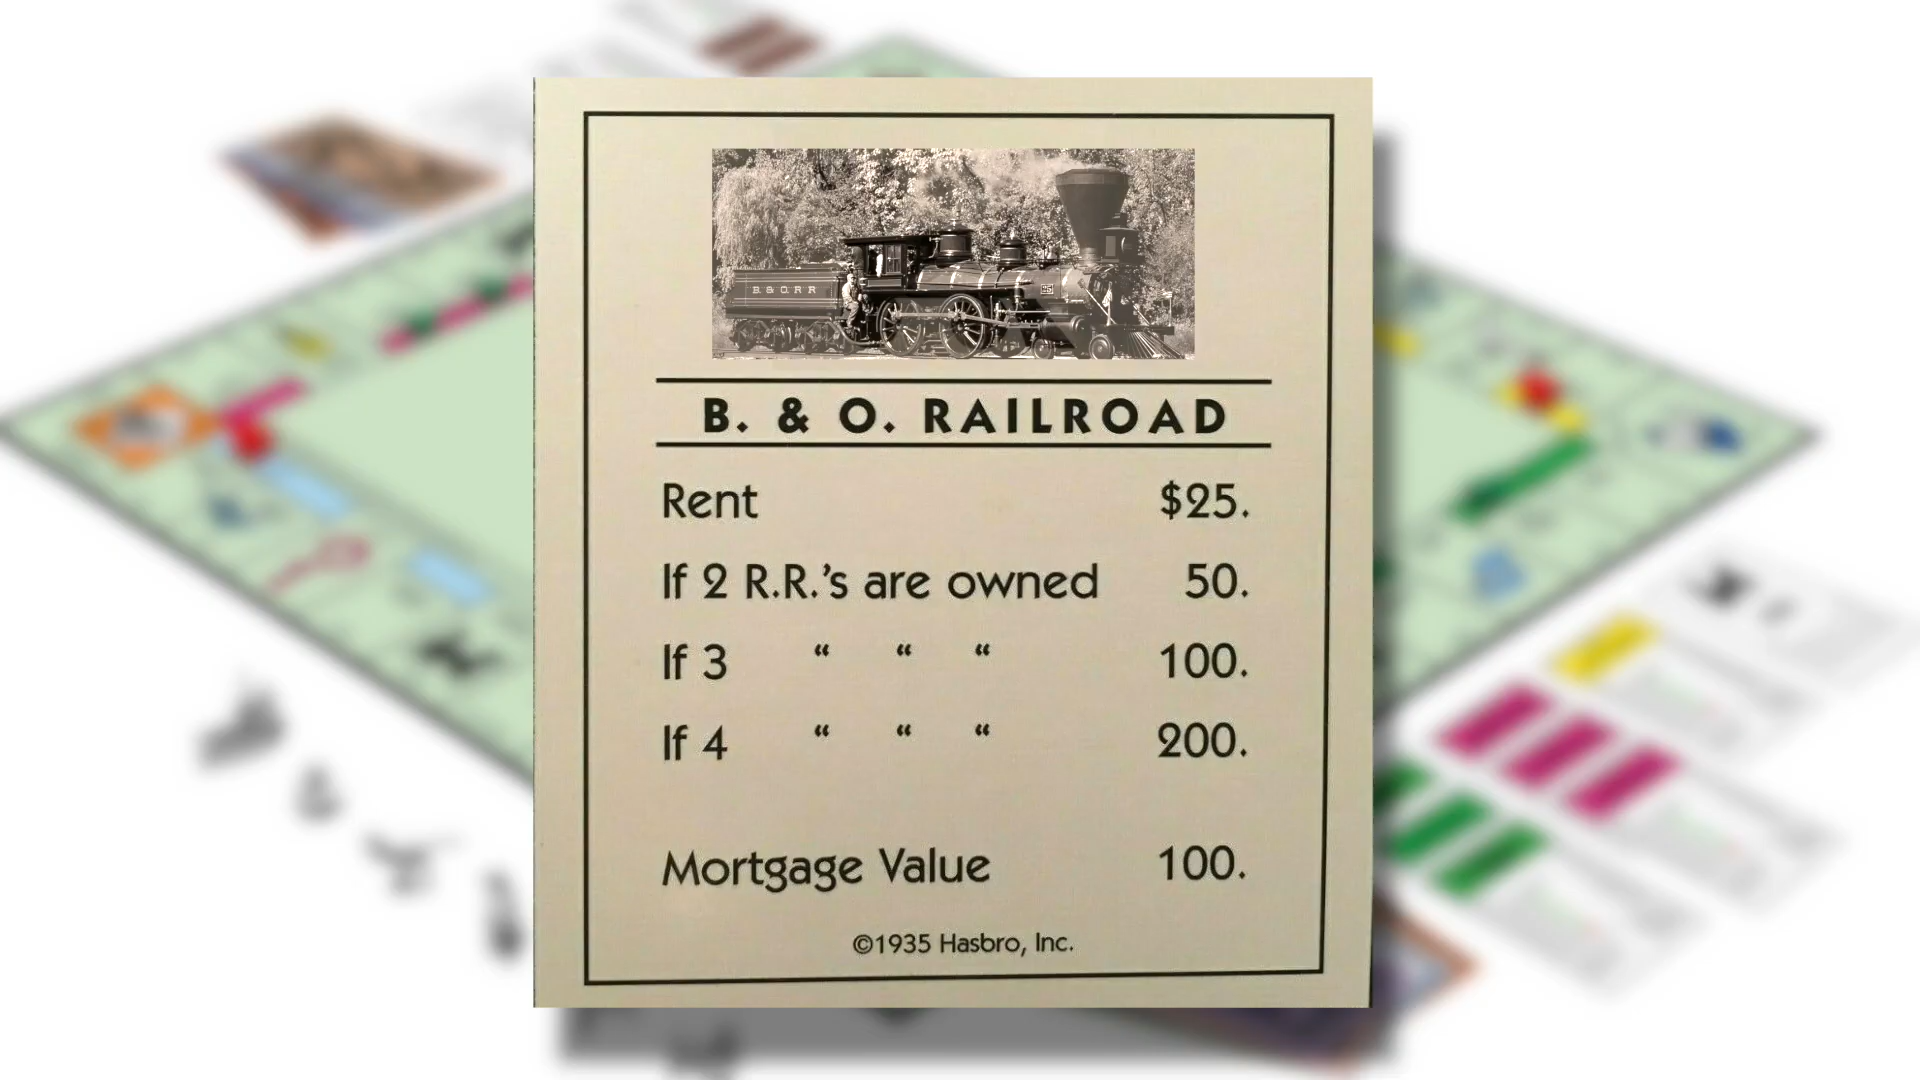 B. & O. R R
B. & O. RAILROAD
Rent $25.
If 2 R.R.'s are owned 50.
If 3 “ “ “ 100.
If 4 “ “ “ 200.
Mortgage Value 100.
©1935 Hasbro, Inc.